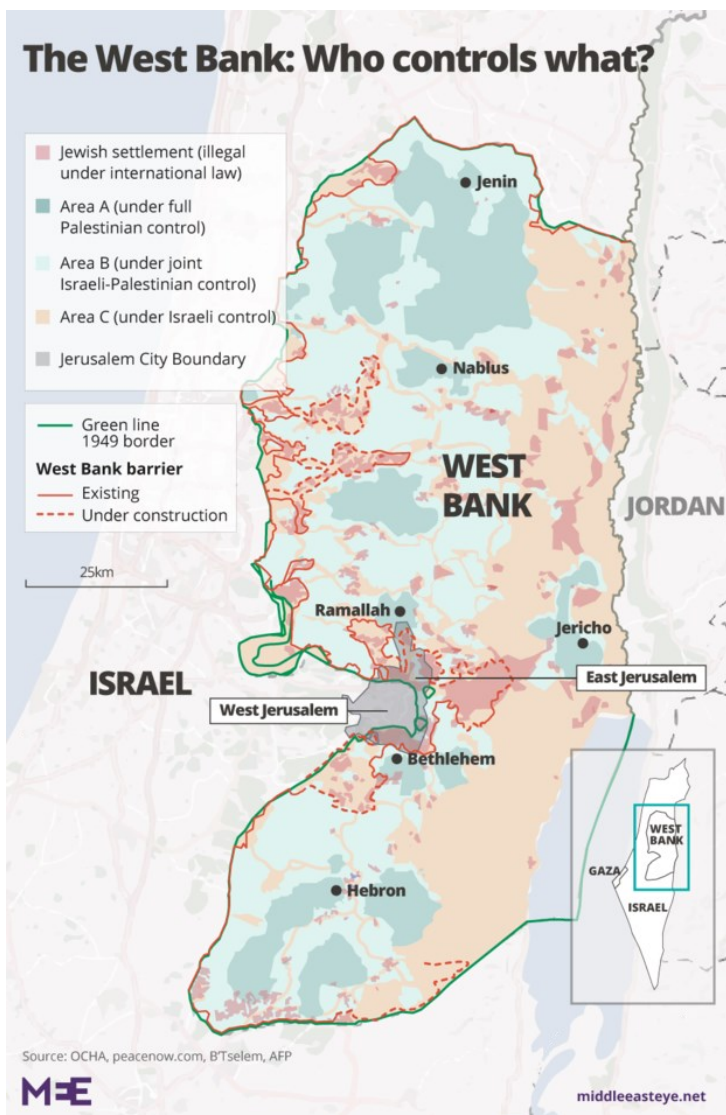 The West Bank: Who controls what?
Jewish settlement (illegal
under international law)
Area A (under full
Palestinian control)
Area B (under joint
Israeli-Palestinian control)
Area C (under Israeli control)
Jerusalem City Boundary
Green line
1949 border
West Bank barrier
Existing
Under construction
25km
Jenin
Nablus
WEST
BANK
JORDAN
Ramallah
Jericho
ISRAEL
East Jerusalem
West Jerusalem
Bethlehem
Hebron
WEST
BANK
GAZA
ISRAEL
Source: OCHA, peacenow.com, B'Tselem, AFP
MEE
middleeasteye.net